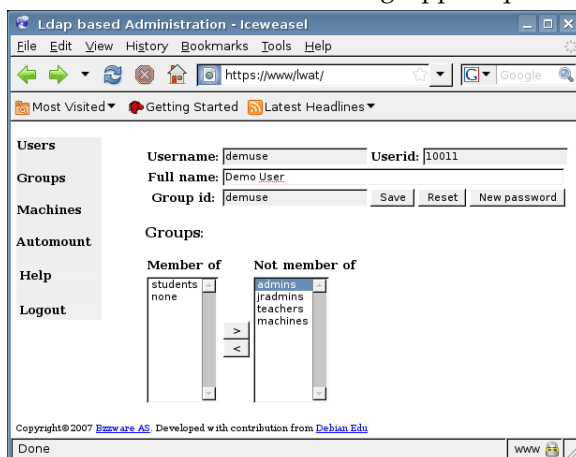 Ldap based Administration - Iceweasel
File Edit View History Bookmarks Tools Help
https://www/lwat/ G Google
Most Visited Getting Started Latest Headlines
Users
Groups
Machines
Automount
Help
Logout
Username: demuse Userid: 10011
Full name: Demo User
Group id: demuse Save Reset New password
Groups:
Member of Not member of
students admins
none jradmins
teachers
machines
>
<
Copyright©2007 Bzzware AS. Developed with contribution from Debian Edu
Done www